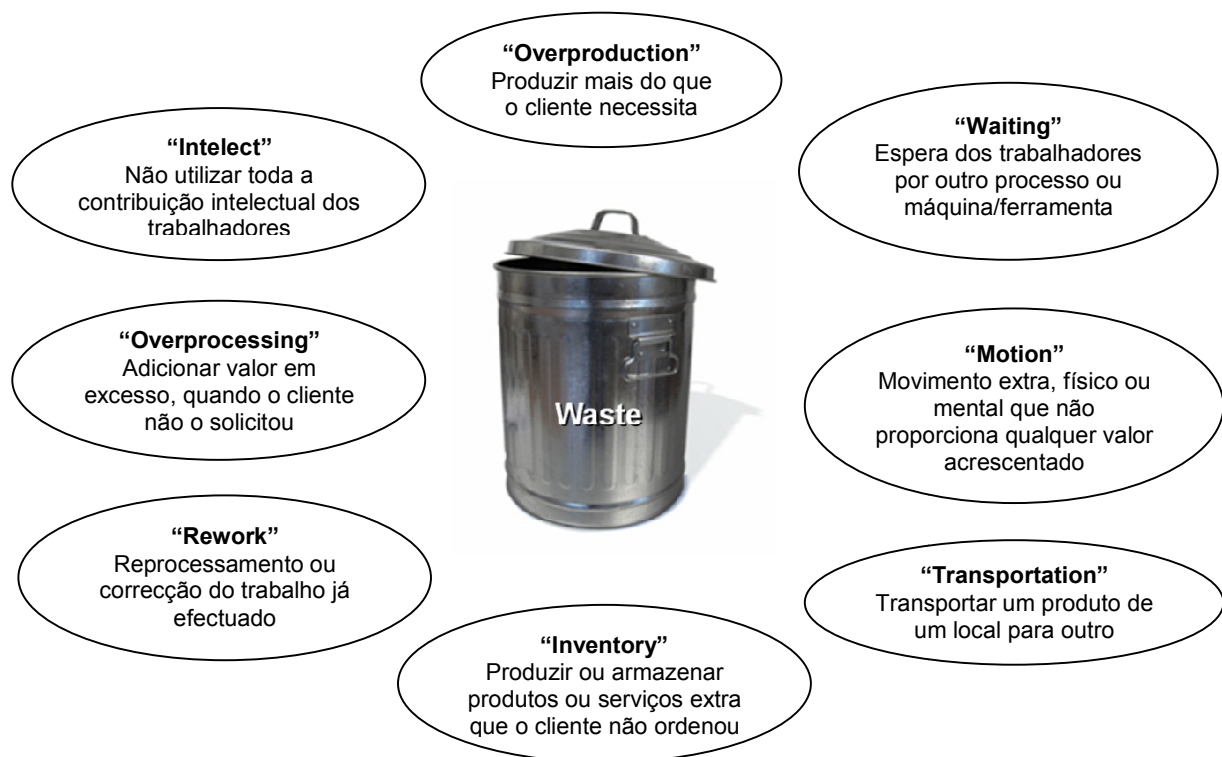 “Overproduction”
Produzir mais do que
o cliente necessita
“Waiting”
Espera dos trabalhadores
por outro processo ou
máquina/ferramenta
“Motion”
Movimento extra, físico ou
mental que não
proporciona qualquer valor
acrescentado
“Transportation”
Transportar um produto de
um local para outro
“Inventory”
Produzir ou armazenar
produtos ou serviços extra
que o cliente não ordenou
“Rework”
Reprocessamento ou
correcção do trabalho já
efectuado
“Overprocessing”
Adicionar valor em
excesso, quando o cliente
não o solicitou
“Intelect”
Não utilizar toda a
contribuição intelectual dos
trabalhadores
Waste